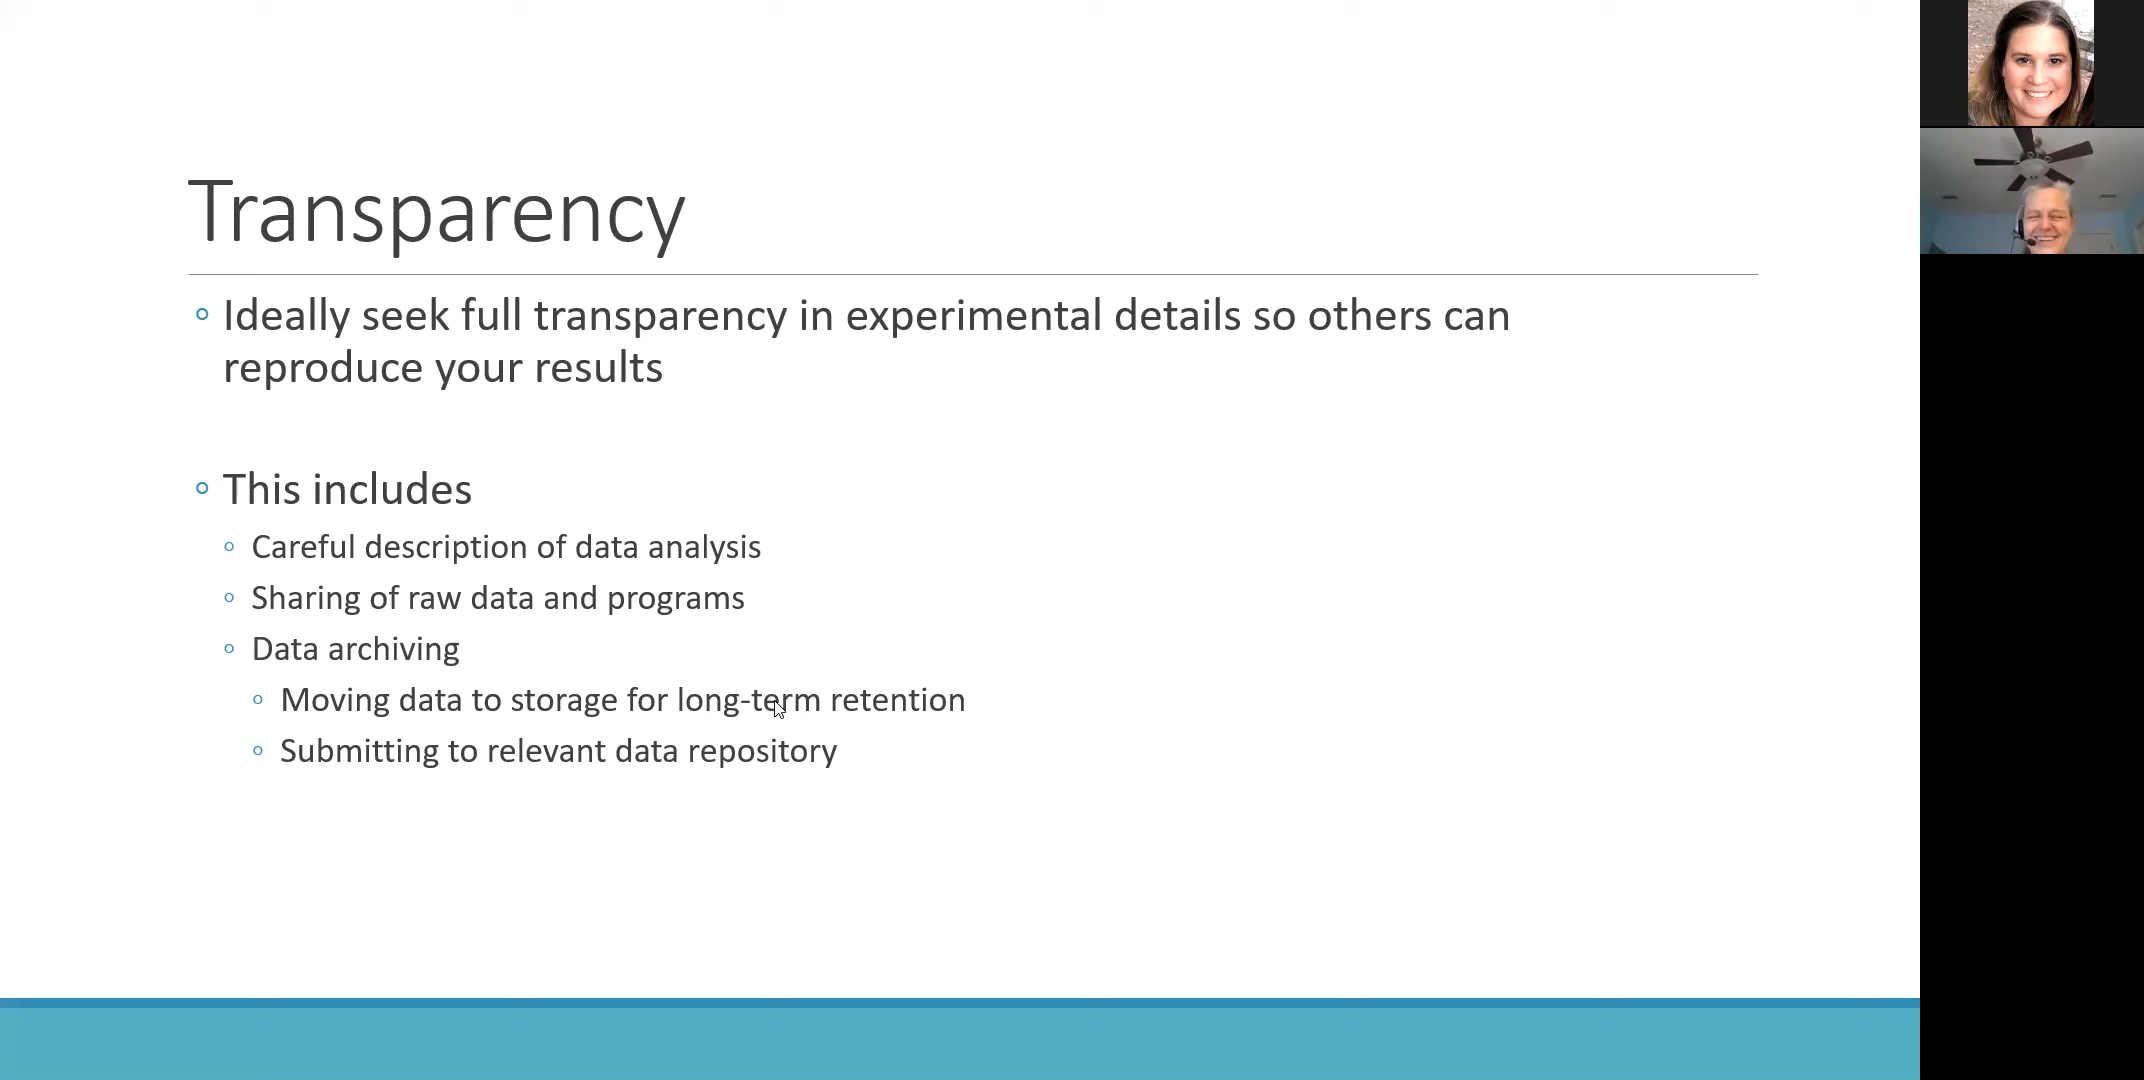 Transparency
Ideally seek full transparency in experimental details so others can
reproduce your results
This includes
Careful description of data analysis
Sharing of raw data and programs
Data archiving
Moving data to storage for long-term retention
Submitting to relevant data repository